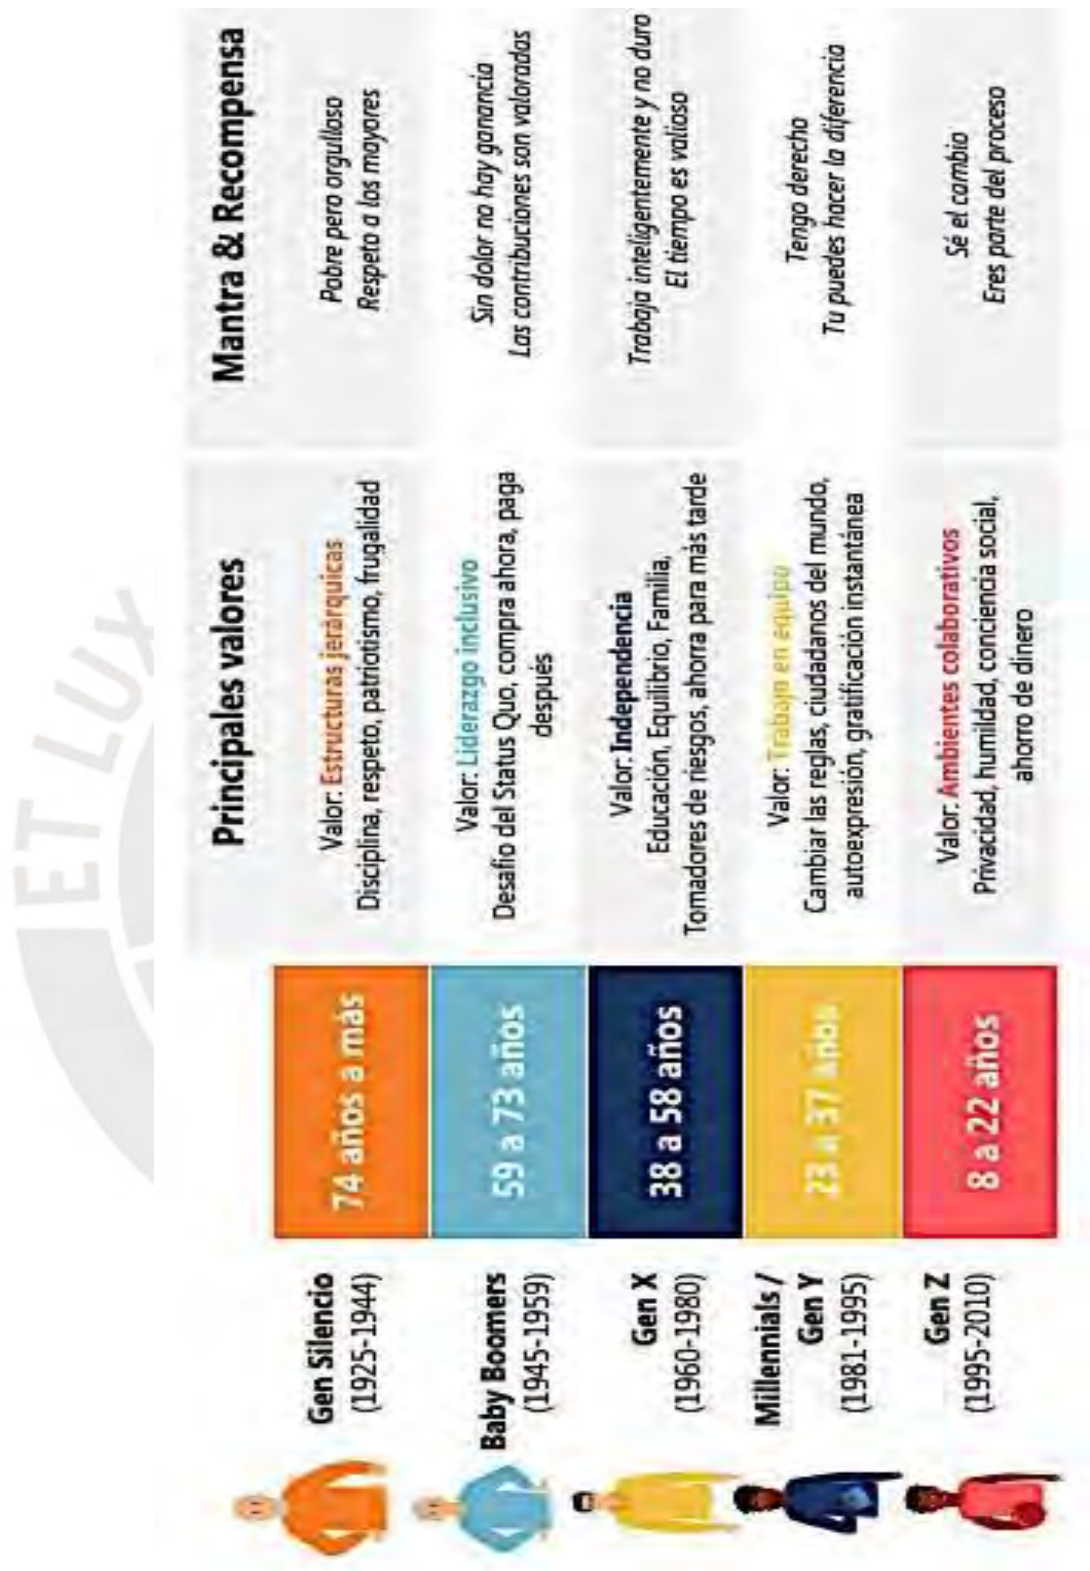 Principales valores
Mantra & Recompensa
Gen Silencio
(1925-1944)
74 años a más
Valor: Estructuras jerárquicas
Disciplina, respeto, patriotismo, frugalidad
Pobre pero orgulloso
Respeto a los mayores
Baby Boomers
(1945-1959)
59 a 73 años
Valor: Liderazgo inclusivo
Desafío del Status Quo, compra ahora, paga
después
Sin dolor no hay ganancia
Las contribuciones son valoradas
Gen X
(1960-1980)
38 a 58 años
Valor: Independencia
Educación, Equilibrio, Familia,
Tomadores de riesgos, ahorra para más tarde
Trabaja inteligentemente y no duro
El tiempo es valioso
Millennials /
Gen Y
(1981-1995)
23 a 37 años
Valor: Trabajo en equipo
Cambiar las reglas, ciudadanos del mundo,
autoexpresión, gratificación instantánea
Tengo derecho
Tu puedes hacer la diferencia
Gen Z
(1995-2010)
8 a 22 años
Valor: Ambientes colaborativos
Privacidad, humildad, conciencia social,
ahorro de dinero
Sé el cambio
Eres parte del proceso
ET LUX